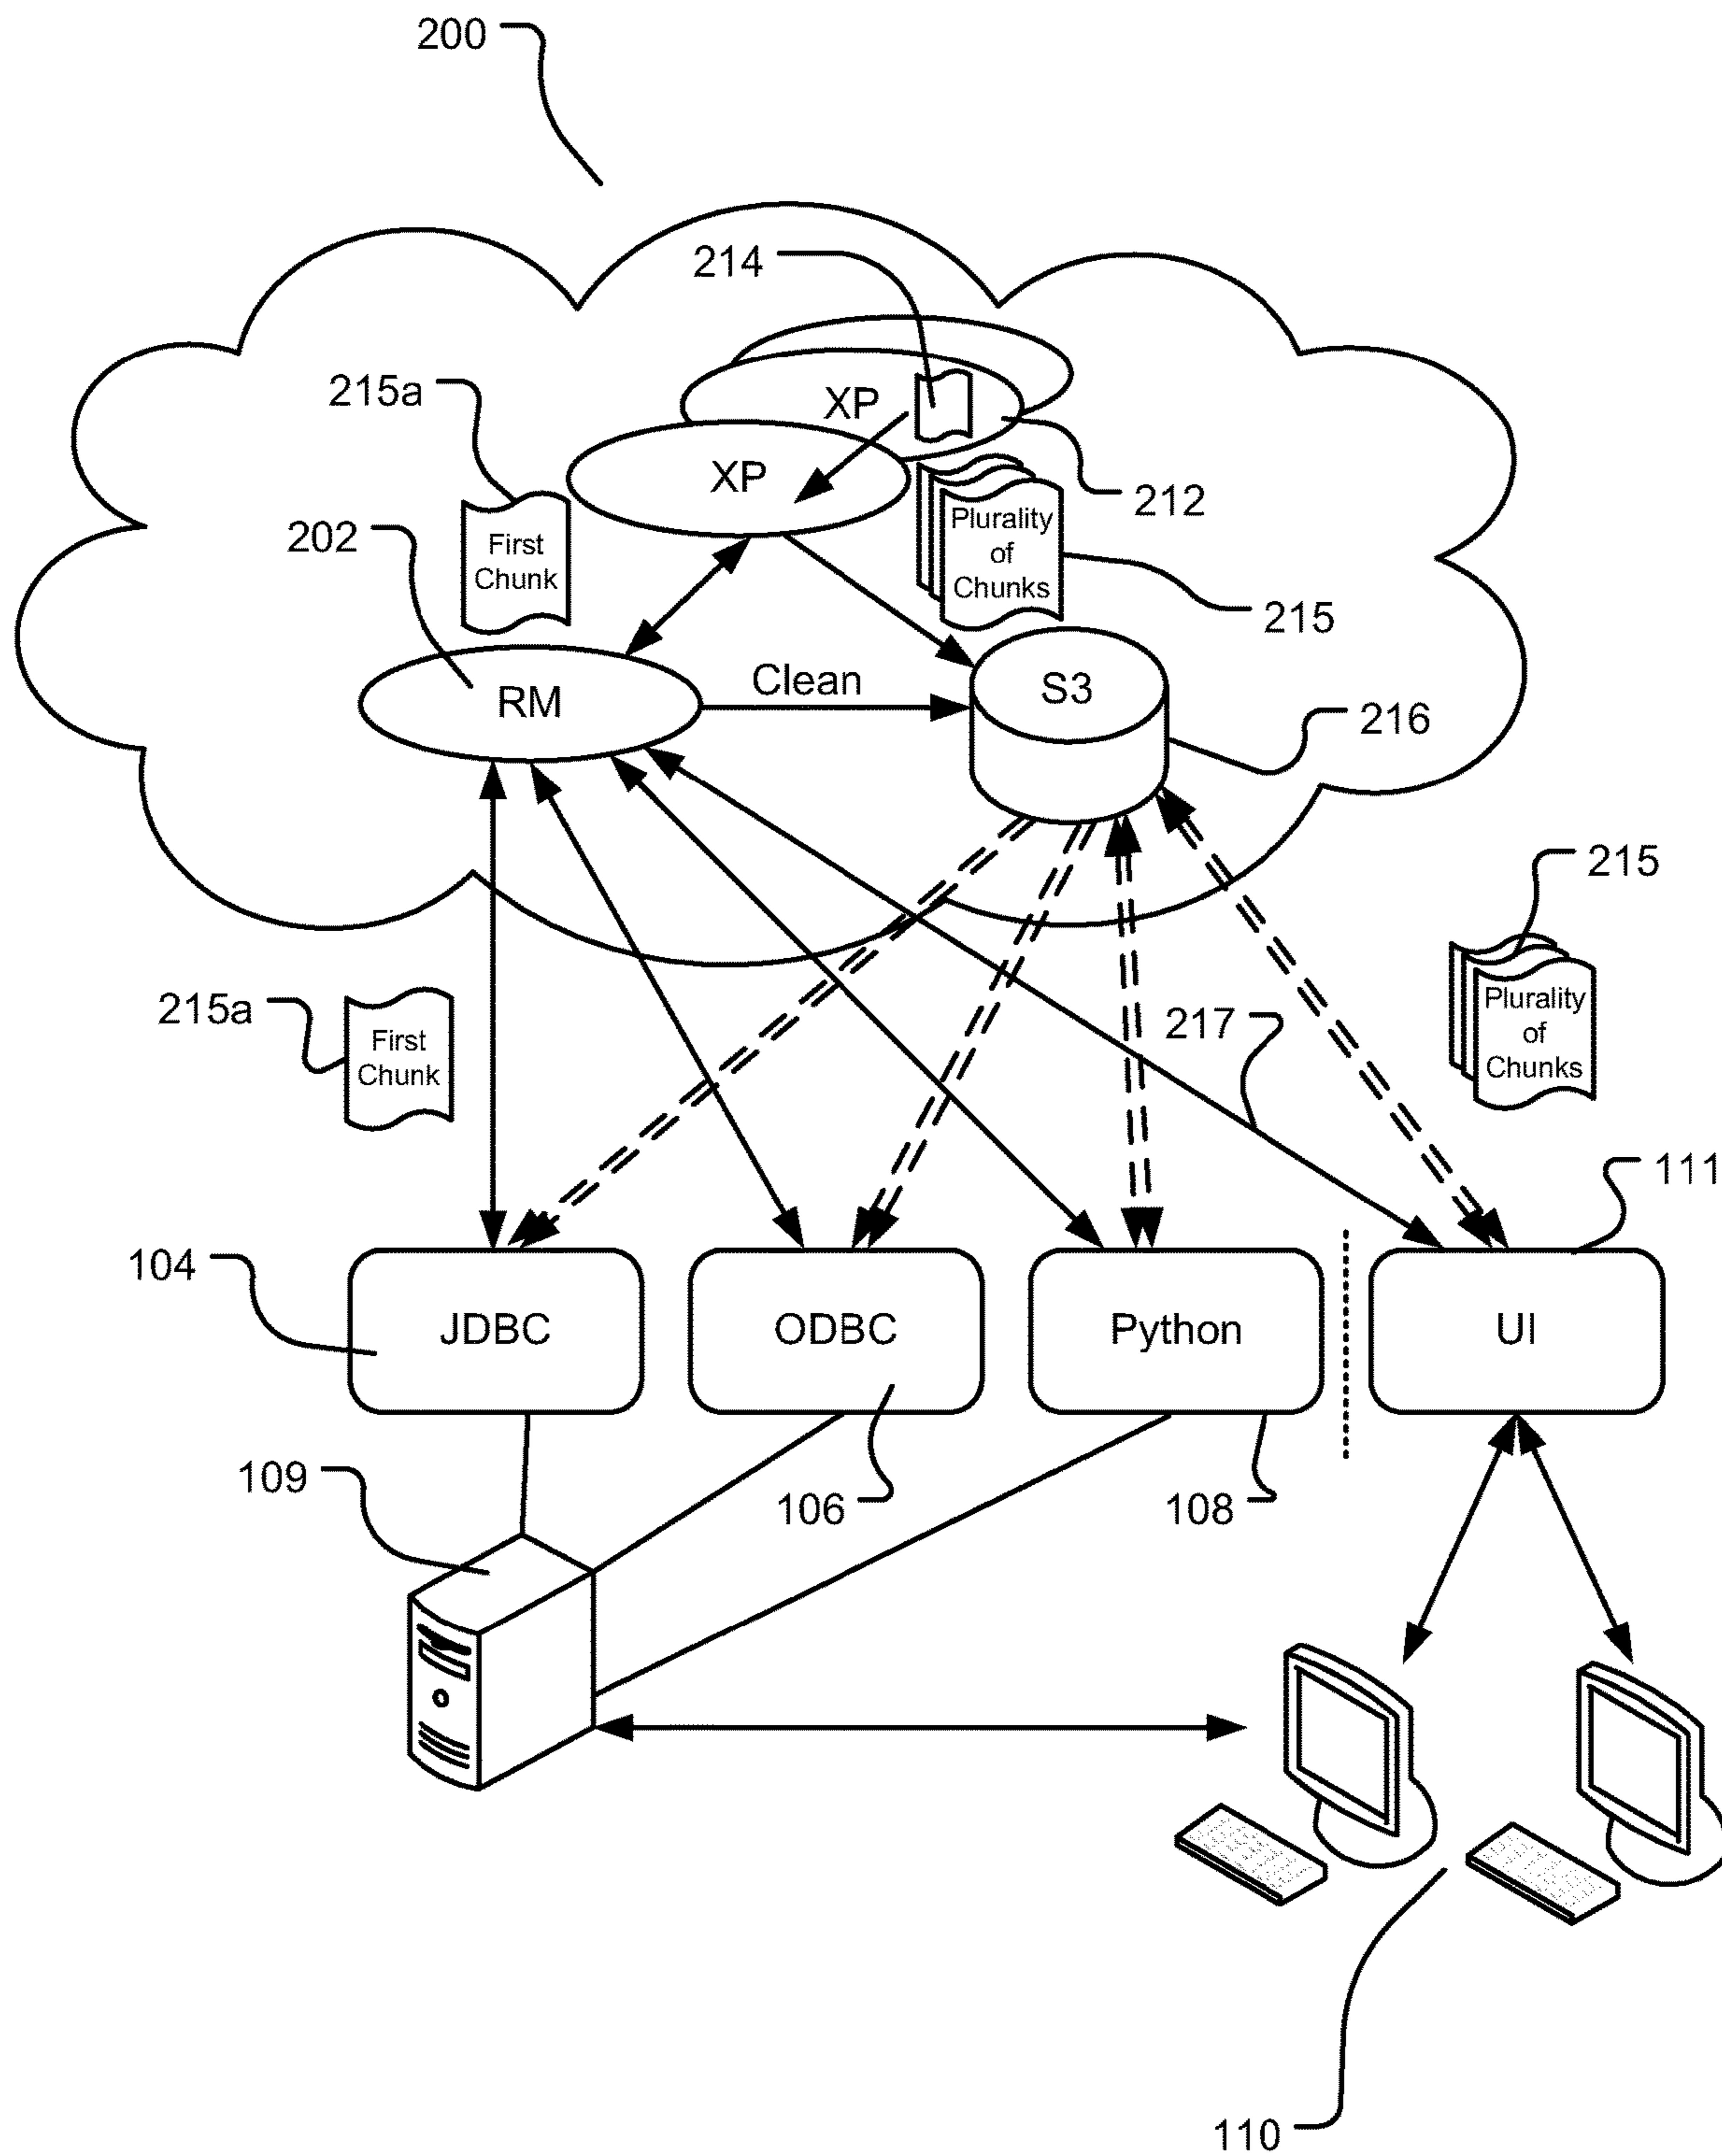 200
214
215a
XP
XP
212
202
First
Chunk
Plurality
of
Chunks
215
RM
Clean
S3
216
215
215a
First
Chunk
217
Plurality
of
Chunks
111
104
JDBC
ODBC
Python
UI
109
106
108
110